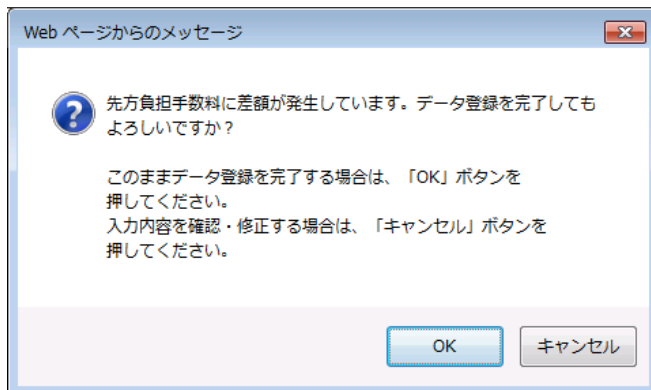 Web ページからのメッセージ
先方負担手数料に差額が発生しています。データ登録を完了しても
よろしいですか？
このままデータ登録を完了する場合は、「OK」ボタンを
押してください。
入力内容を確認・修正する場合は、「キャンセル」ボタンを
押してください。
OK
キャンセル